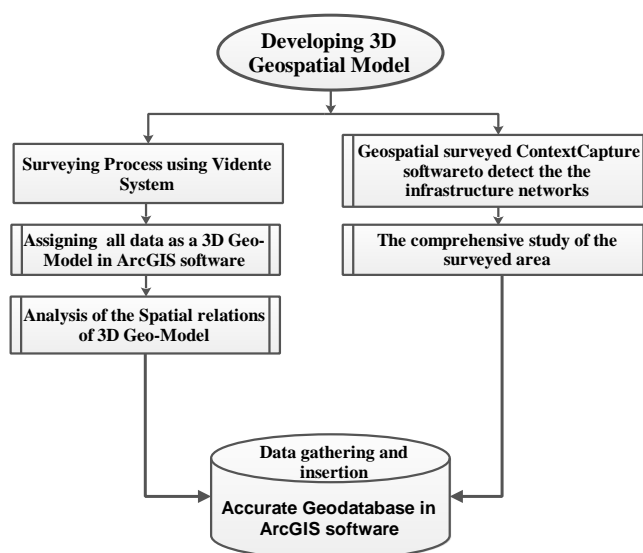 Developing 3D
Geospatial Model
Surveying Process using Vidente
System
Assigning all data as a 3D Geo-
Model in ArcGIS software
Analysis of the Spatial relations
of 3D Geo-Model
Geospatial surveyed ContextCapture
softwareto detect the the
infrastructure networks
The comprehensive study of the
surveyed area
Data gathering and
insertion
Accurate Geodatabase in
ArcGIS software